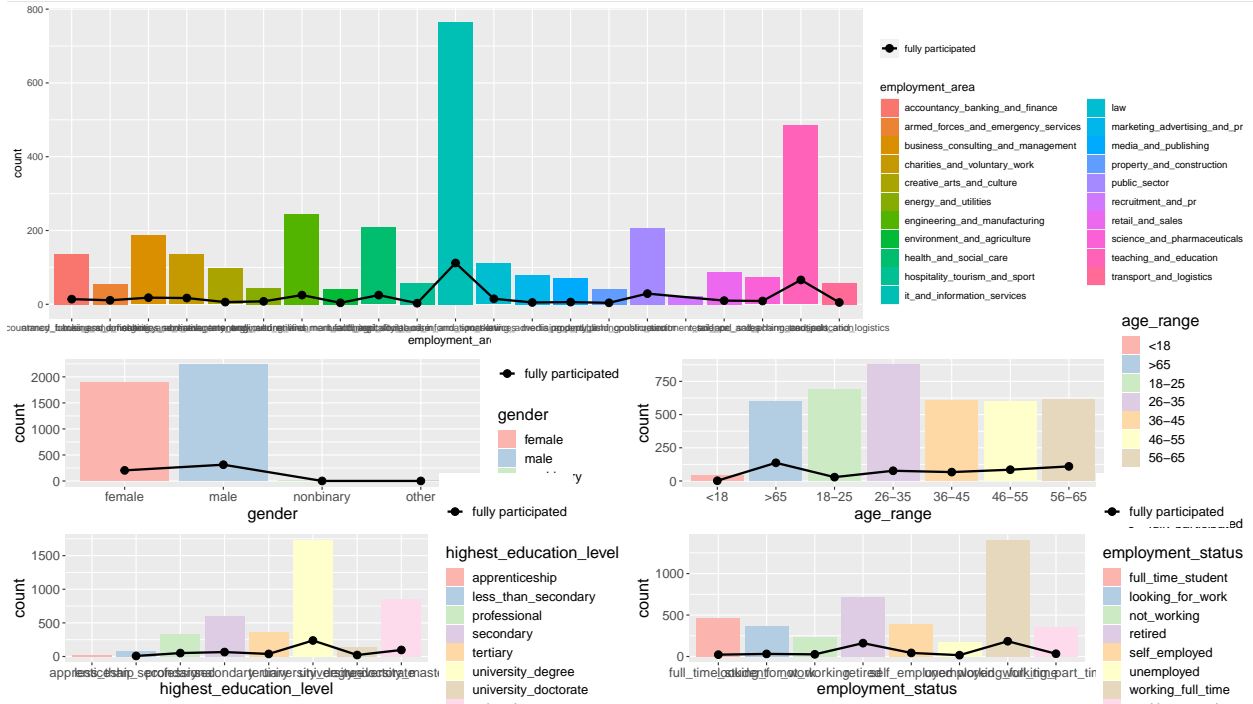 800
600
400
200
0
count
employment_ar
fully participated
employment_area
accountancy_banking_and_finance
armed_forces_and_emergency_services
business_consulting_and_management
charities_and_voluntary_work
creative_arts_and_culture
energy_and_utilities
engineering_and_manufacturing
environment_and_agriculture
health_and_social_care
hospitality_tourism_and_sport
it_and_information_services
law
marketing_advertising_and_pr
media_and_publishing
property_and_construction
public_sector
recruitment_and_pr
retail_and_sales
science_and_pharmaceuticals
teaching_and_education
transport_and_logistics
2000
1500
1000
500
0
count
female male nonbinary other
gender
fully participated
gender
female
male
750
500
250
0
count
<18 >65 18−25 26−35 36−45 46−55 56−65
age_range
age_range
<18
>65
18−25
26−35
36−45
46−55
56−65
1500
1000
500
0
count
highest_education_level
fully participated
highest_education_level
apprenticeship
less_than_secondary
professional
secondary
tertiary
university_degree
university_doctorate
1000
500
0
count
employment_status
fully participated
employment_status
full_time_student
looking_for_work
not_working
retired
self_employed
unemployed
working_full_time